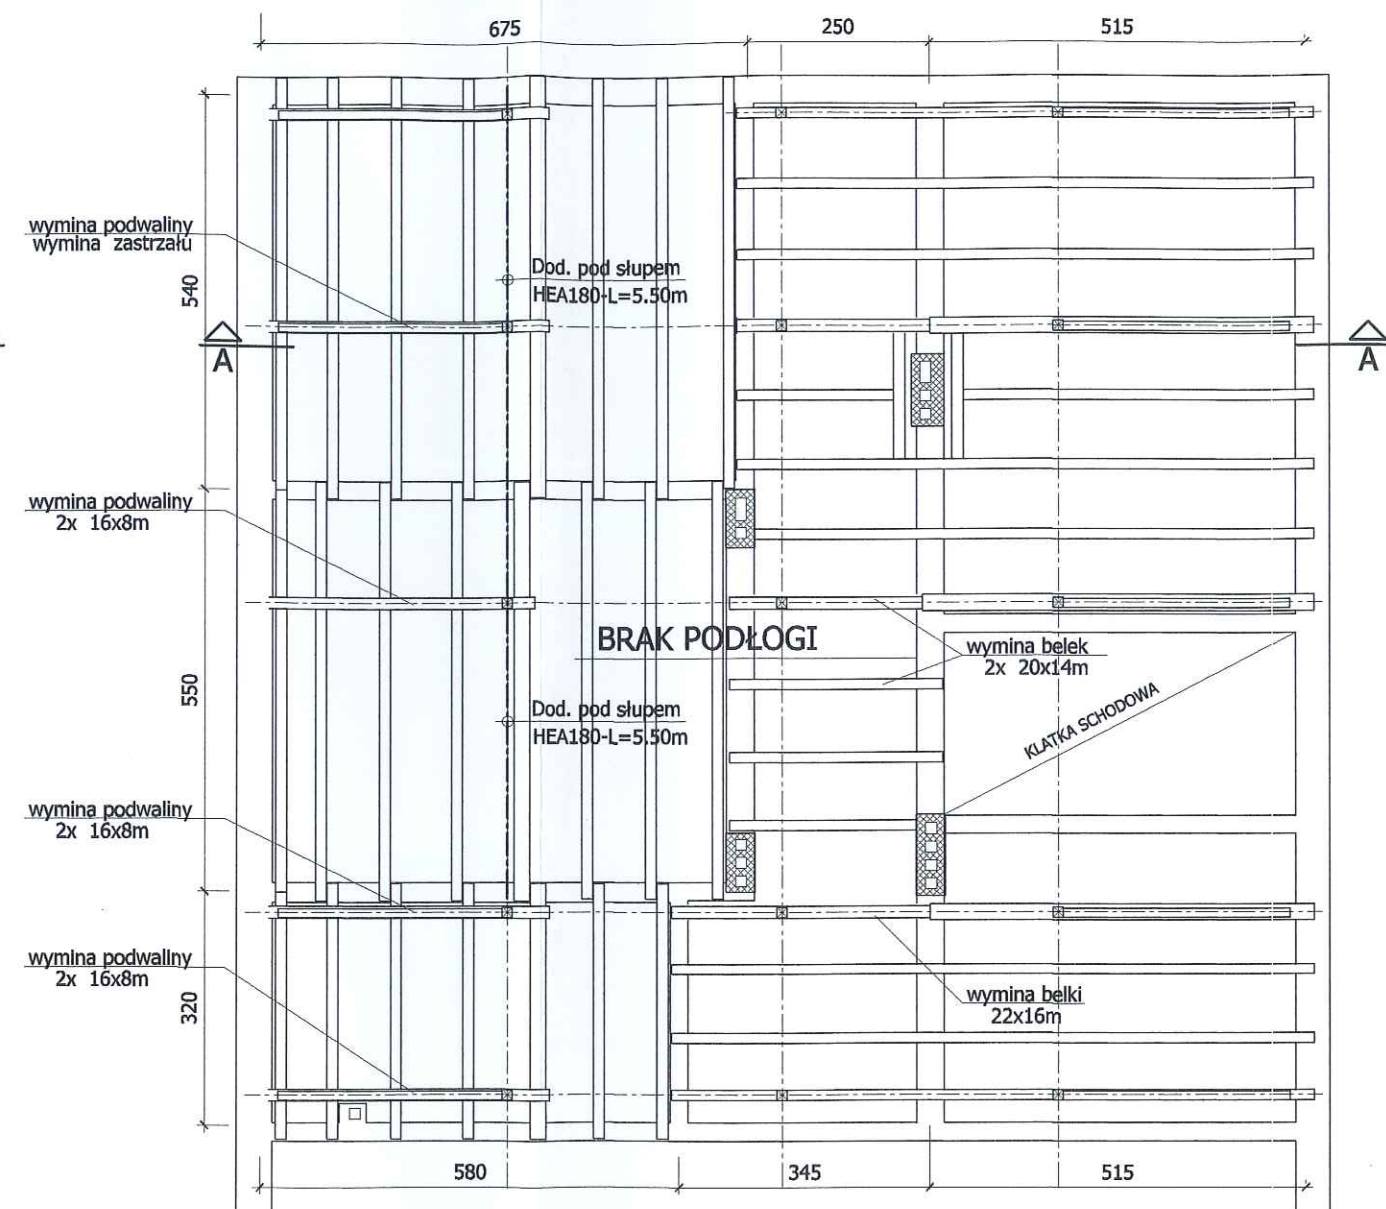 675
250
515
wymina podwaliny
wymina zastrzału
540
Dod. pod słupem
HEA180-L=5.50m
A
A
wymina podwaliny
2x 16x8m
BRAK PODŁOGI
wymina belek
2x 20x14m
550
KLATKA SCHODOWA
Dod. pod słupem
HEA180-L=5.50m
wymina podwaliny
2x 16x8m
wymina podwaliny
2x 16x8m
320
wymina belki
22x16m
580
345
515